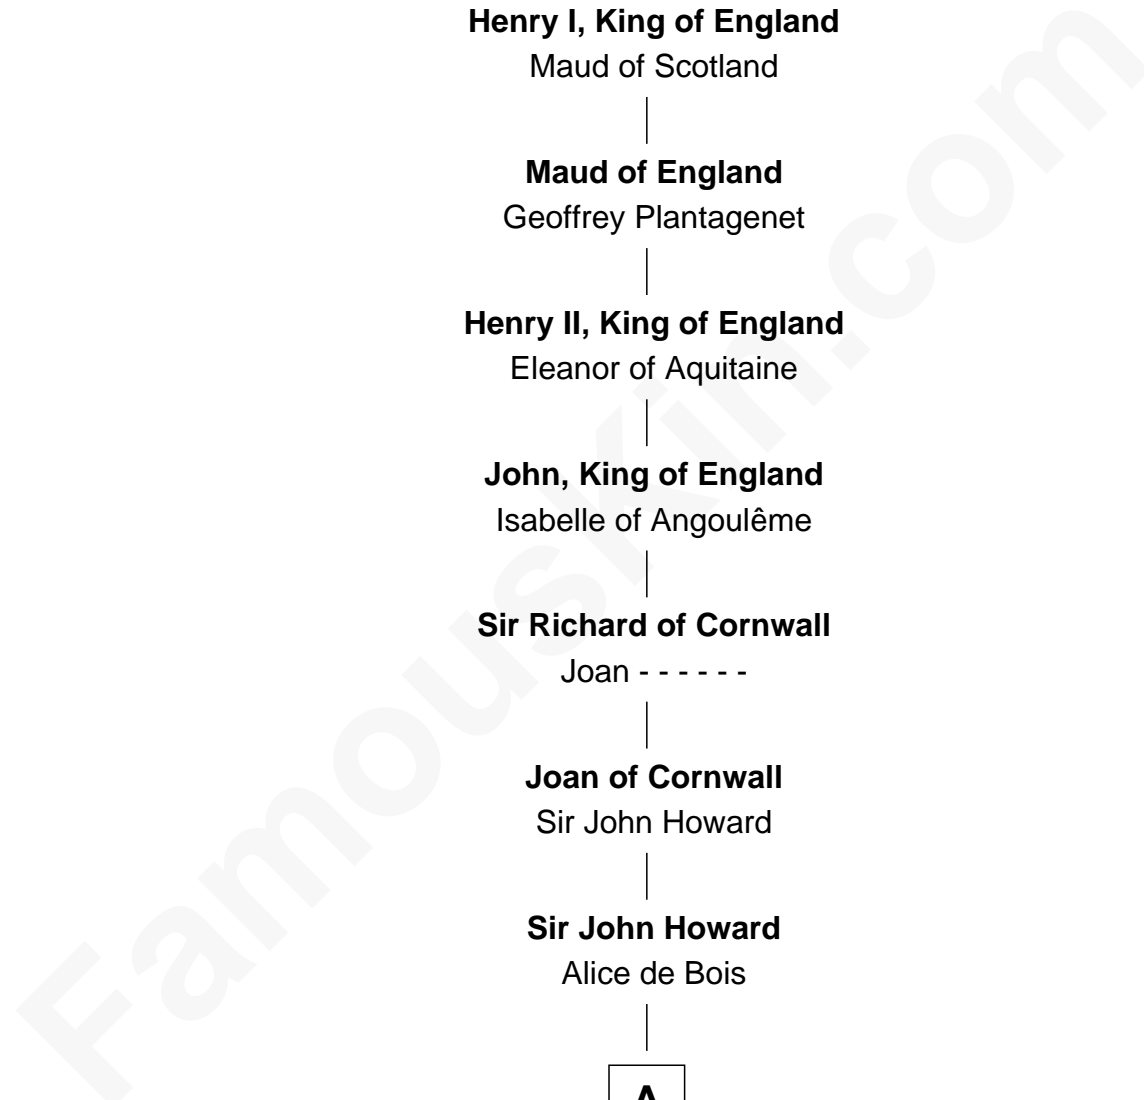 Henry I, King of England
Maud of Scotland
Maud of England
Geoffrey Plantagenet
Henry II, King of England
Eleanor of Aquitaine
John, King of England
Isabelle of Angoulême
Sir Richard of Cornwall
Joan - - - - - -
Joan of Cornwall
Sir John Howard
Sir John Howard
Alice de Bois
A
FamousKin.com